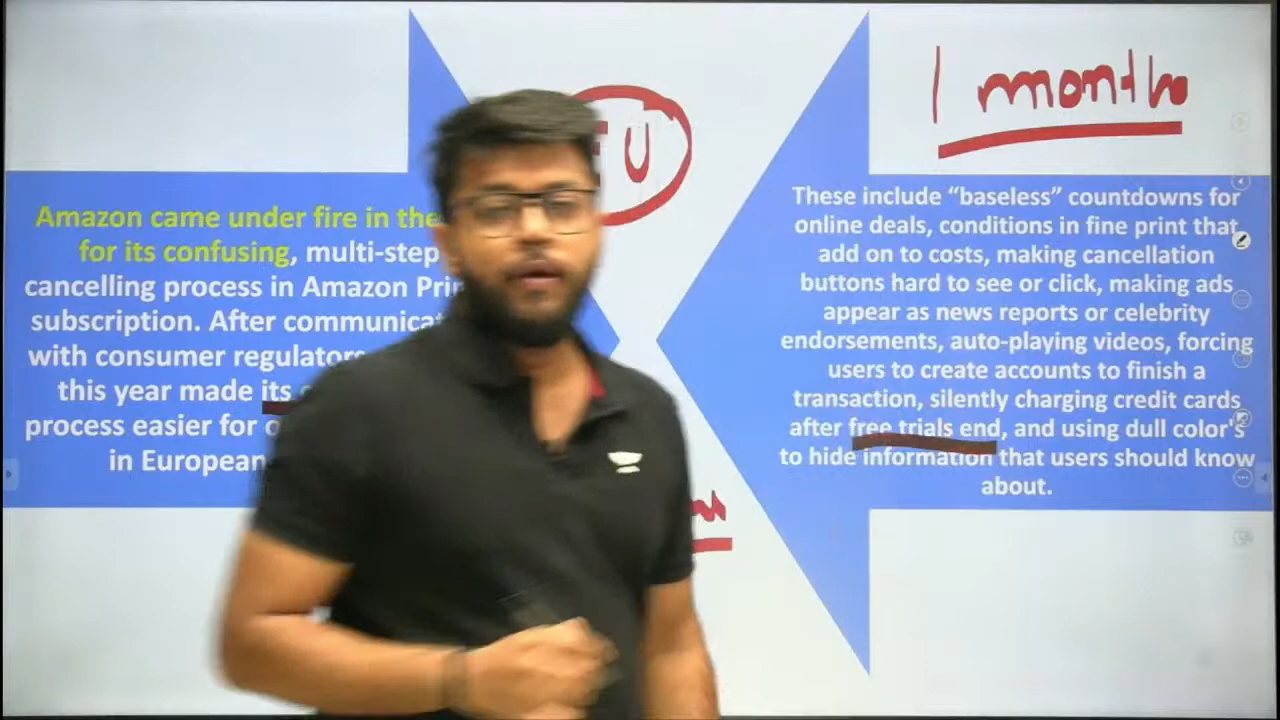 Amazon came under fire in the
for its confusing, multi-step
cancelling process in Amazon
subscription. After
with consumer
this year made its
process easier for
in European
U
1 month
These include “baseless” countdowns for
online deals, conditions in fine print that
add on to costs, making cancellation
buttons hard to see or click, making ads
appear as news reports or celebrity
endorsements, auto-playing videos, forcing
users to create accounts to finish a
transaction, silently charging credit cards
after free trials end, and using dull color's
to hide information that users should know
about.